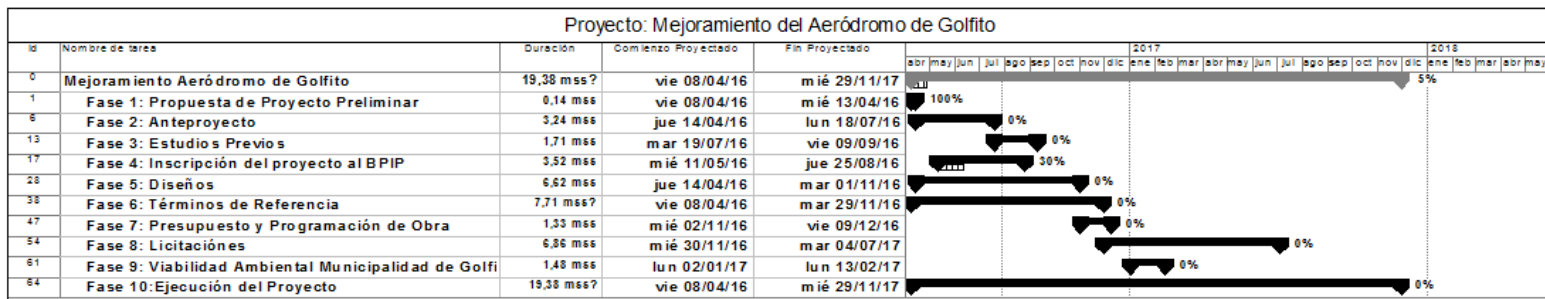 Proyecto: Mejoramiento del Aeródromo de Golfito
Id Nombre de tarea Duración Comienzo Proyectado Fin Proyectado 2017 2018
abr may jun jul ago sep oct nov dic ene feb mar abr may jun jul ago sep oct nov dic ene feb mar abr may
0 Mejoramiento Aeródromo de Golfito 19,38 mss? vie 08/04/16 mié 29/11/17 5%
1 Fase 1: Propuesta de Proyecto Preliminar 0,14 mss vie 08/04/16 mié 13/04/16 100%
6 Fase 2: Anteproyecto 3,24 mss jue 14/04/16 lun 18/07/16 0%
13 Fase 3: Estudios Previos 1,71 mss mar 19/07/16 vie 09/09/16 0%
17 Fase 4: Inscripción del proyecto al BPIP 3,52 mss mié 11/05/16 jue 25/08/16 30%
28 Fase 5: Diseños 6,62 mss jue 14/04/16 mar 01/11/16 0%
38 Fase 6: Términos de Referencia 7,71 mss? vie 08/04/16 mar 29/11/16 0%
47 Fase 7: Presupuesto y Programación de Obra 1,33 mss mié 02/11/16 vie 09/12/16 0%
54 Fase 8: Licitaciónes 6,86 mss mié 30/11/16 mar 04/07/17 0%
61 Fase 9: Viabilidad Ambiental Municipalidad de Golfi 1,48 mss lun 02/01/17 lun 13/02/17 0%
64 Fase 10:Ejecución del Proyecto 19,38 mss? vie 08/04/16 mié 29/11/17 0%